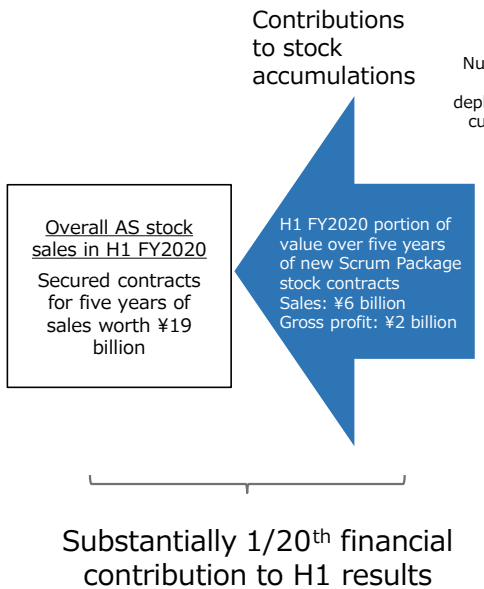 Contributions
to stock
accumulations
Overall AS stock
sales in H1 FY2020
Secured contracts
for five years of
sales worth ¥19
billion
H1 FY2020 portion of
value over five years
of new Scrum Package
stock contracts
Sales: ¥6 billion
Gross profit: ¥2 billion
Substantially 1/20th financial
contribution to H1 results